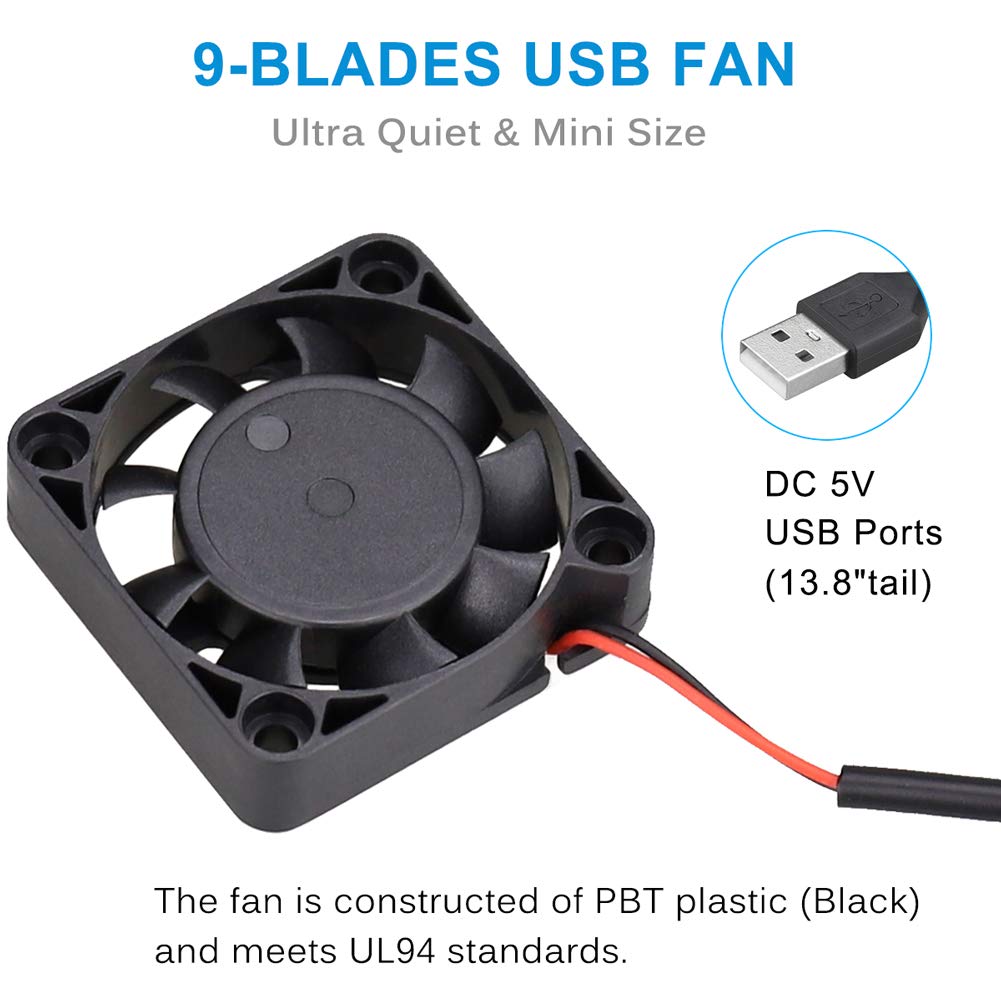 9-BLADES USB FAN
Ultra Quiet & Mini Size
DC 5V
USB Ports
(13.8"tail)
The fan is constructed of PBT plastic (Black)
and meets UL94 standards.